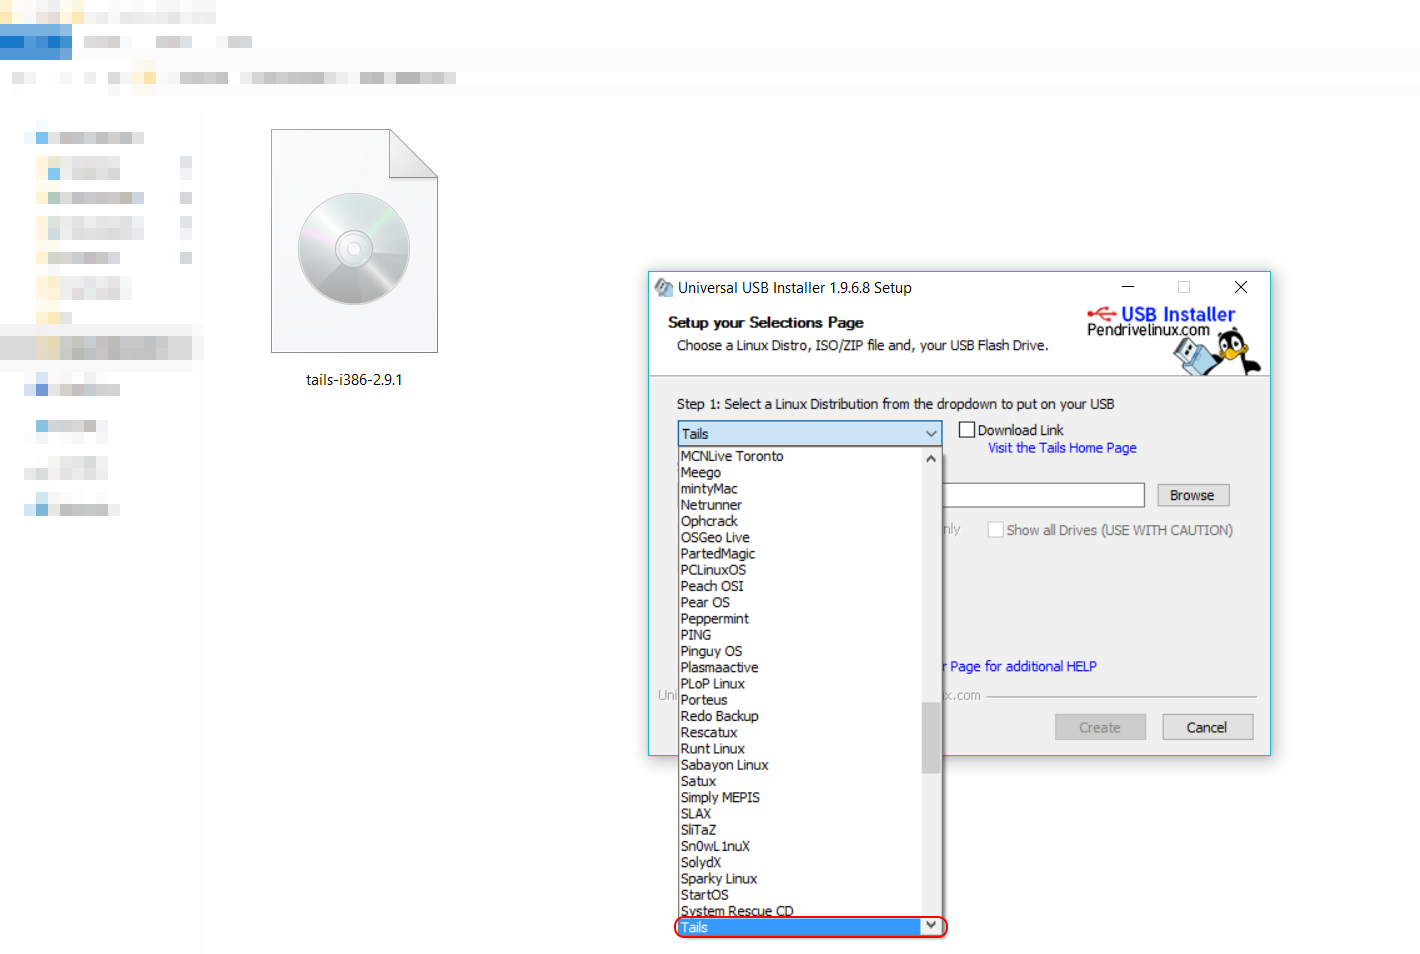 tails-i386-2.9.1
Universal USB Installer 1.9.6.8 Setup
Setup your Selections Page
Choose a Linux Distro, ISO/ZIP file and, your USB Flash Drive.
USB Installer
Pendrivelinux.com
Step 1: Select a Linux Distribution from the dropdown to put on your USB
Tails
Download Link
Visit the Tails Home Page
MCNLive Toronto
Meego
mintyMac
Netrunner
Browse
Ophcrack
Show all Drives (USE WITH CAUTION)
OSGeo Live
PartedMagic
PCLinuxOS
Peach OSI
Pear OS
Peppermint
PING
Pinguy OS
Plasmaactive
Page for additional HELP
PLoP Linux
Porteus
x.com
Redo Backup
Rescatux
Create
Cancel
Runt Linux
Sabayon Linux
Satux
Simply MEPIS
SLAX
SliTaZ
Sn0wL1nuX
SolydX
Sparky Linux
StartOS
System Rescue CD
Tails